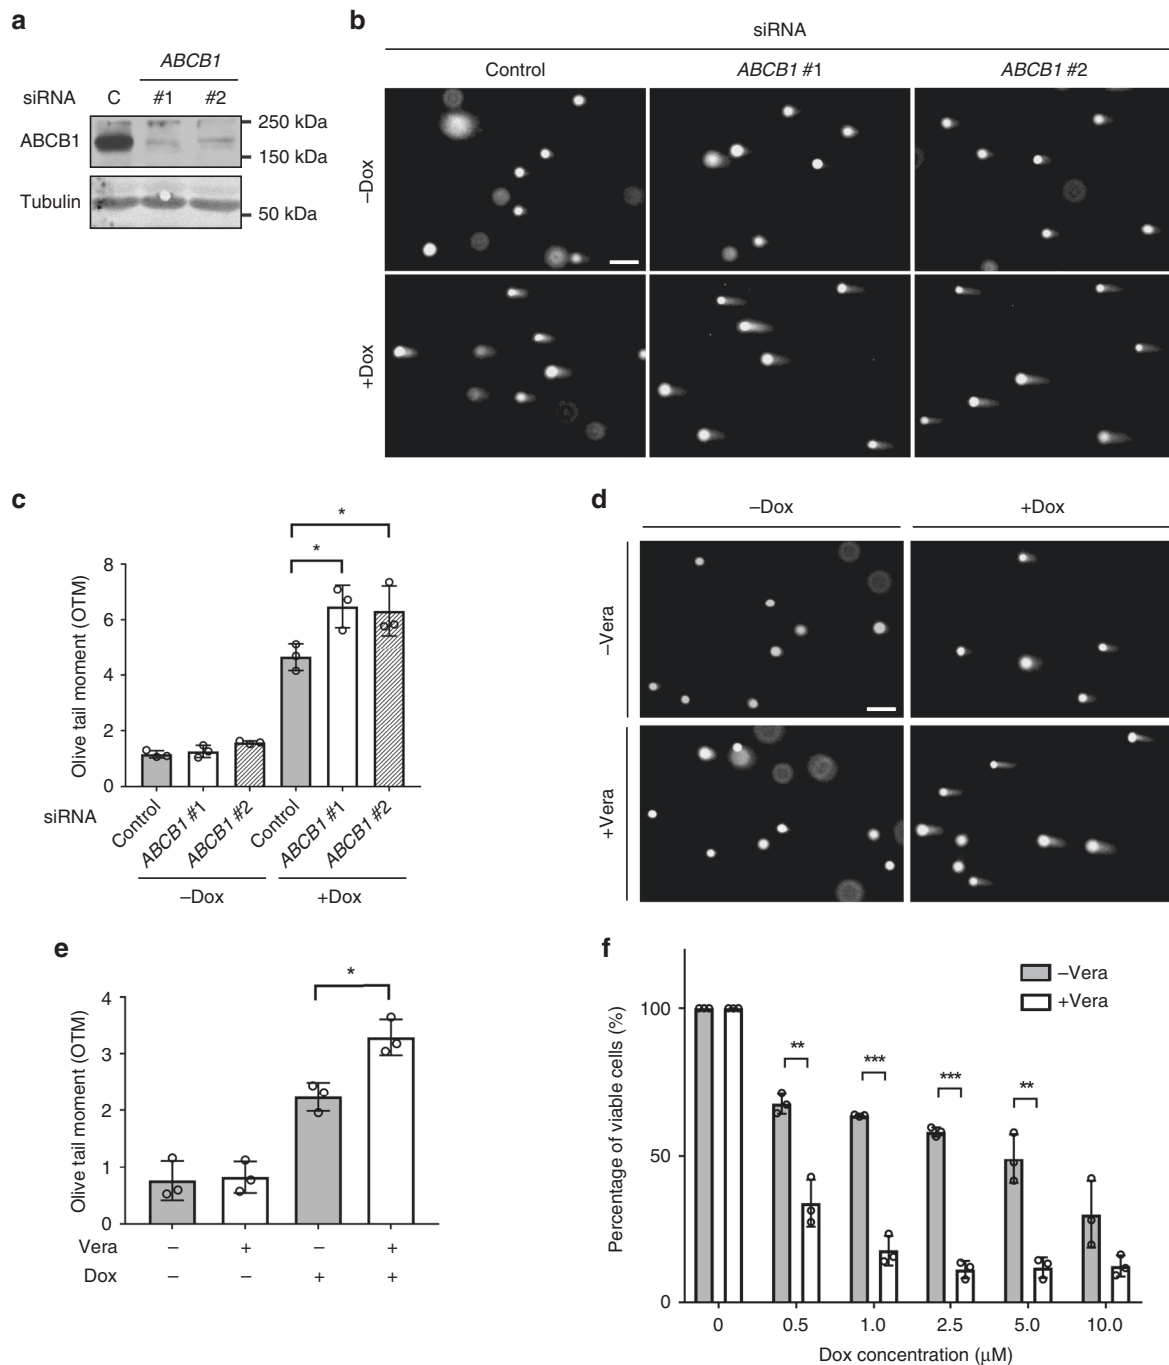 a
ABCB1
siRNA C #1 #2
ABCB1
250 kDa
150 kDa
Tubulin
50 kDa
b
siRNA
Control ABCB1 #1 ABCB1 #2
–Dox
+Dox
c
Olive tail moment (OTM)
8
6
4
2
0
* *
siRNA
Control ABCB1 #1 ABCB1 #2 Control ABCB1 #1 ABCB1 #2
–Dox +Dox
d
–Dox +Dox
–Vera
+Vera
e
Olive tail moment (OTM)
4
3
2
1
0
*
Vera – + – +
Dox – – + +
f
Percentage of viable cells (%)
100
50
0
–Vera
+Vera
** *** *** **
0 0.5 1.0 2.5 5.0 10.0
Dox concentration (μM)